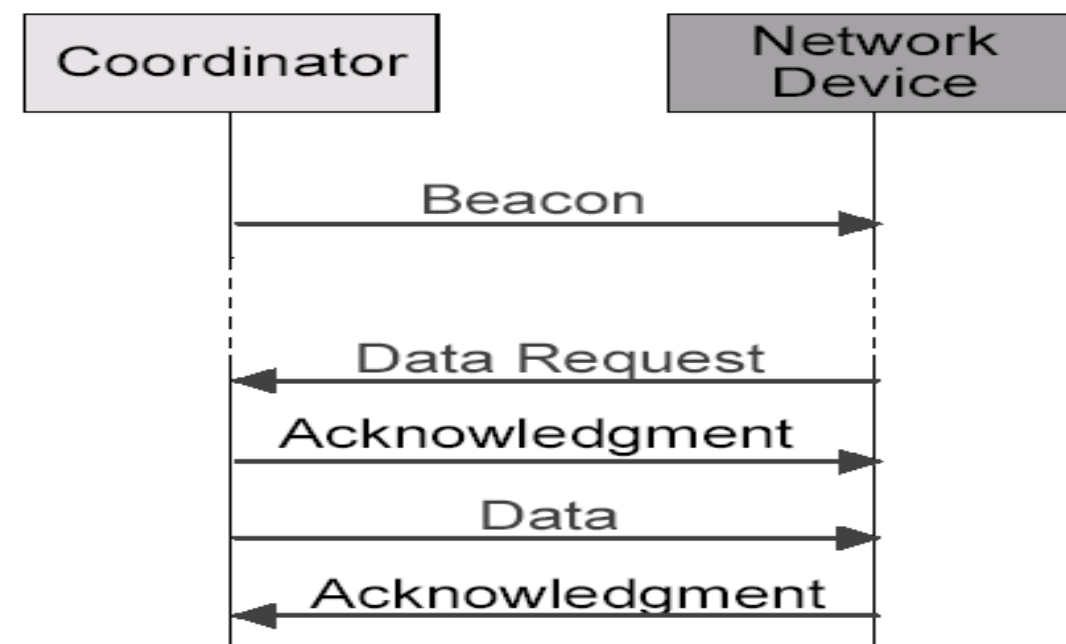 Coordinator
Network
Device
Beacon
Data Request
Acknowledgment
Data
Acknowledgment